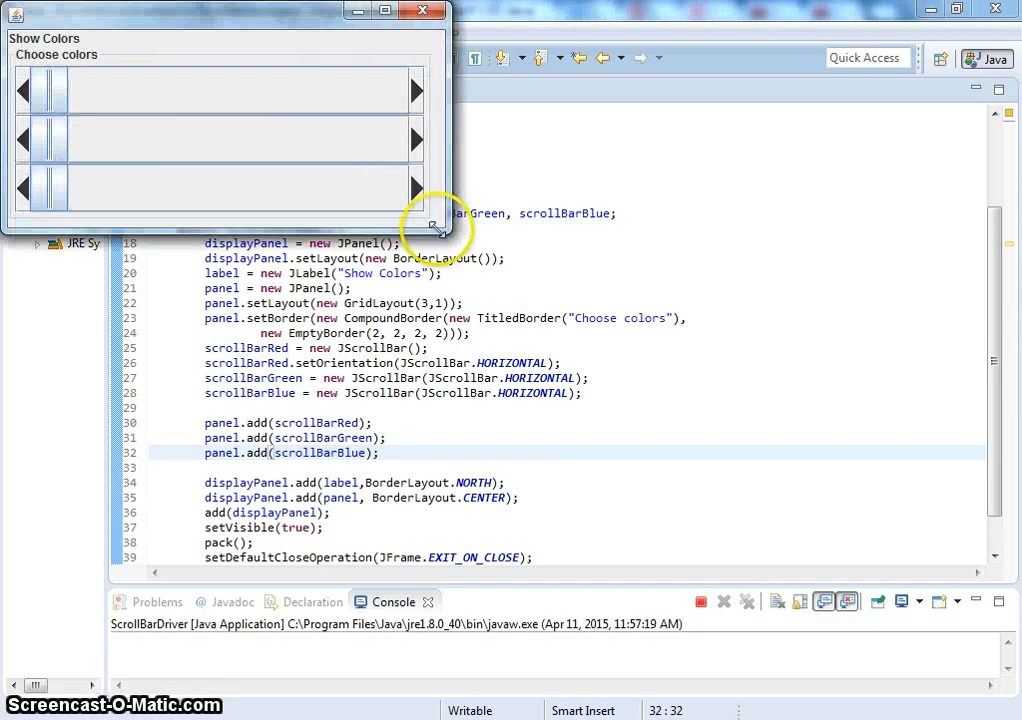 Show Colors
Choose colors
Quick Access
Java
Green, scrollBarBlue;
JRE Sy
18 displayPanel = new JPanel();
19 displayPanel.setLayout(new BorderLayout());
20 label = new JLabel("Show Colors");
21 panel = new JPanel();
22 panel.setLayout(new GridLayout(3,1));
23 panel.setBorder(new CompoundBorder(new TitledBorder("Choose colors"),
24 new EmptyBorder(2, 2, 2, 2)));
25 scrollBarRed = new JScrollBar();
26 scrollBarRed.setOrientation(JScrollBar.HORIZONTAL);
27 scrollBarGreen = new JScrollBar(JScrollBar.HORIZONTAL);
28 scrollBarBlue = new JScrollBar(JScrollBar.HORIZONTAL);
29
30 panel.add(scrollBarRed);
31 panel.add(scrollBarGreen);
32 panel.add(scrollBarBlue);
33
34 displayPanel.add(label,BorderLayout.NORTH);
35 displayPanel.add(panel, BorderLayout.CENTER);
36 add(displayPanel);
37 setVisible(true);
38 pack();
39 setDefaultCloseOperation(JFrame.EXIT_ON_CLOSE);
Problems @ Javadoc Declaration Console
ScrollBarDriver [Java Application] C:\Program Files\Java\jre1.8.0_40\bin\javaw.exe (Apr 11, 2015, 11:57:19 AM)
Screencast-O-Matic.com
Writable Smart Insert 32 : 32